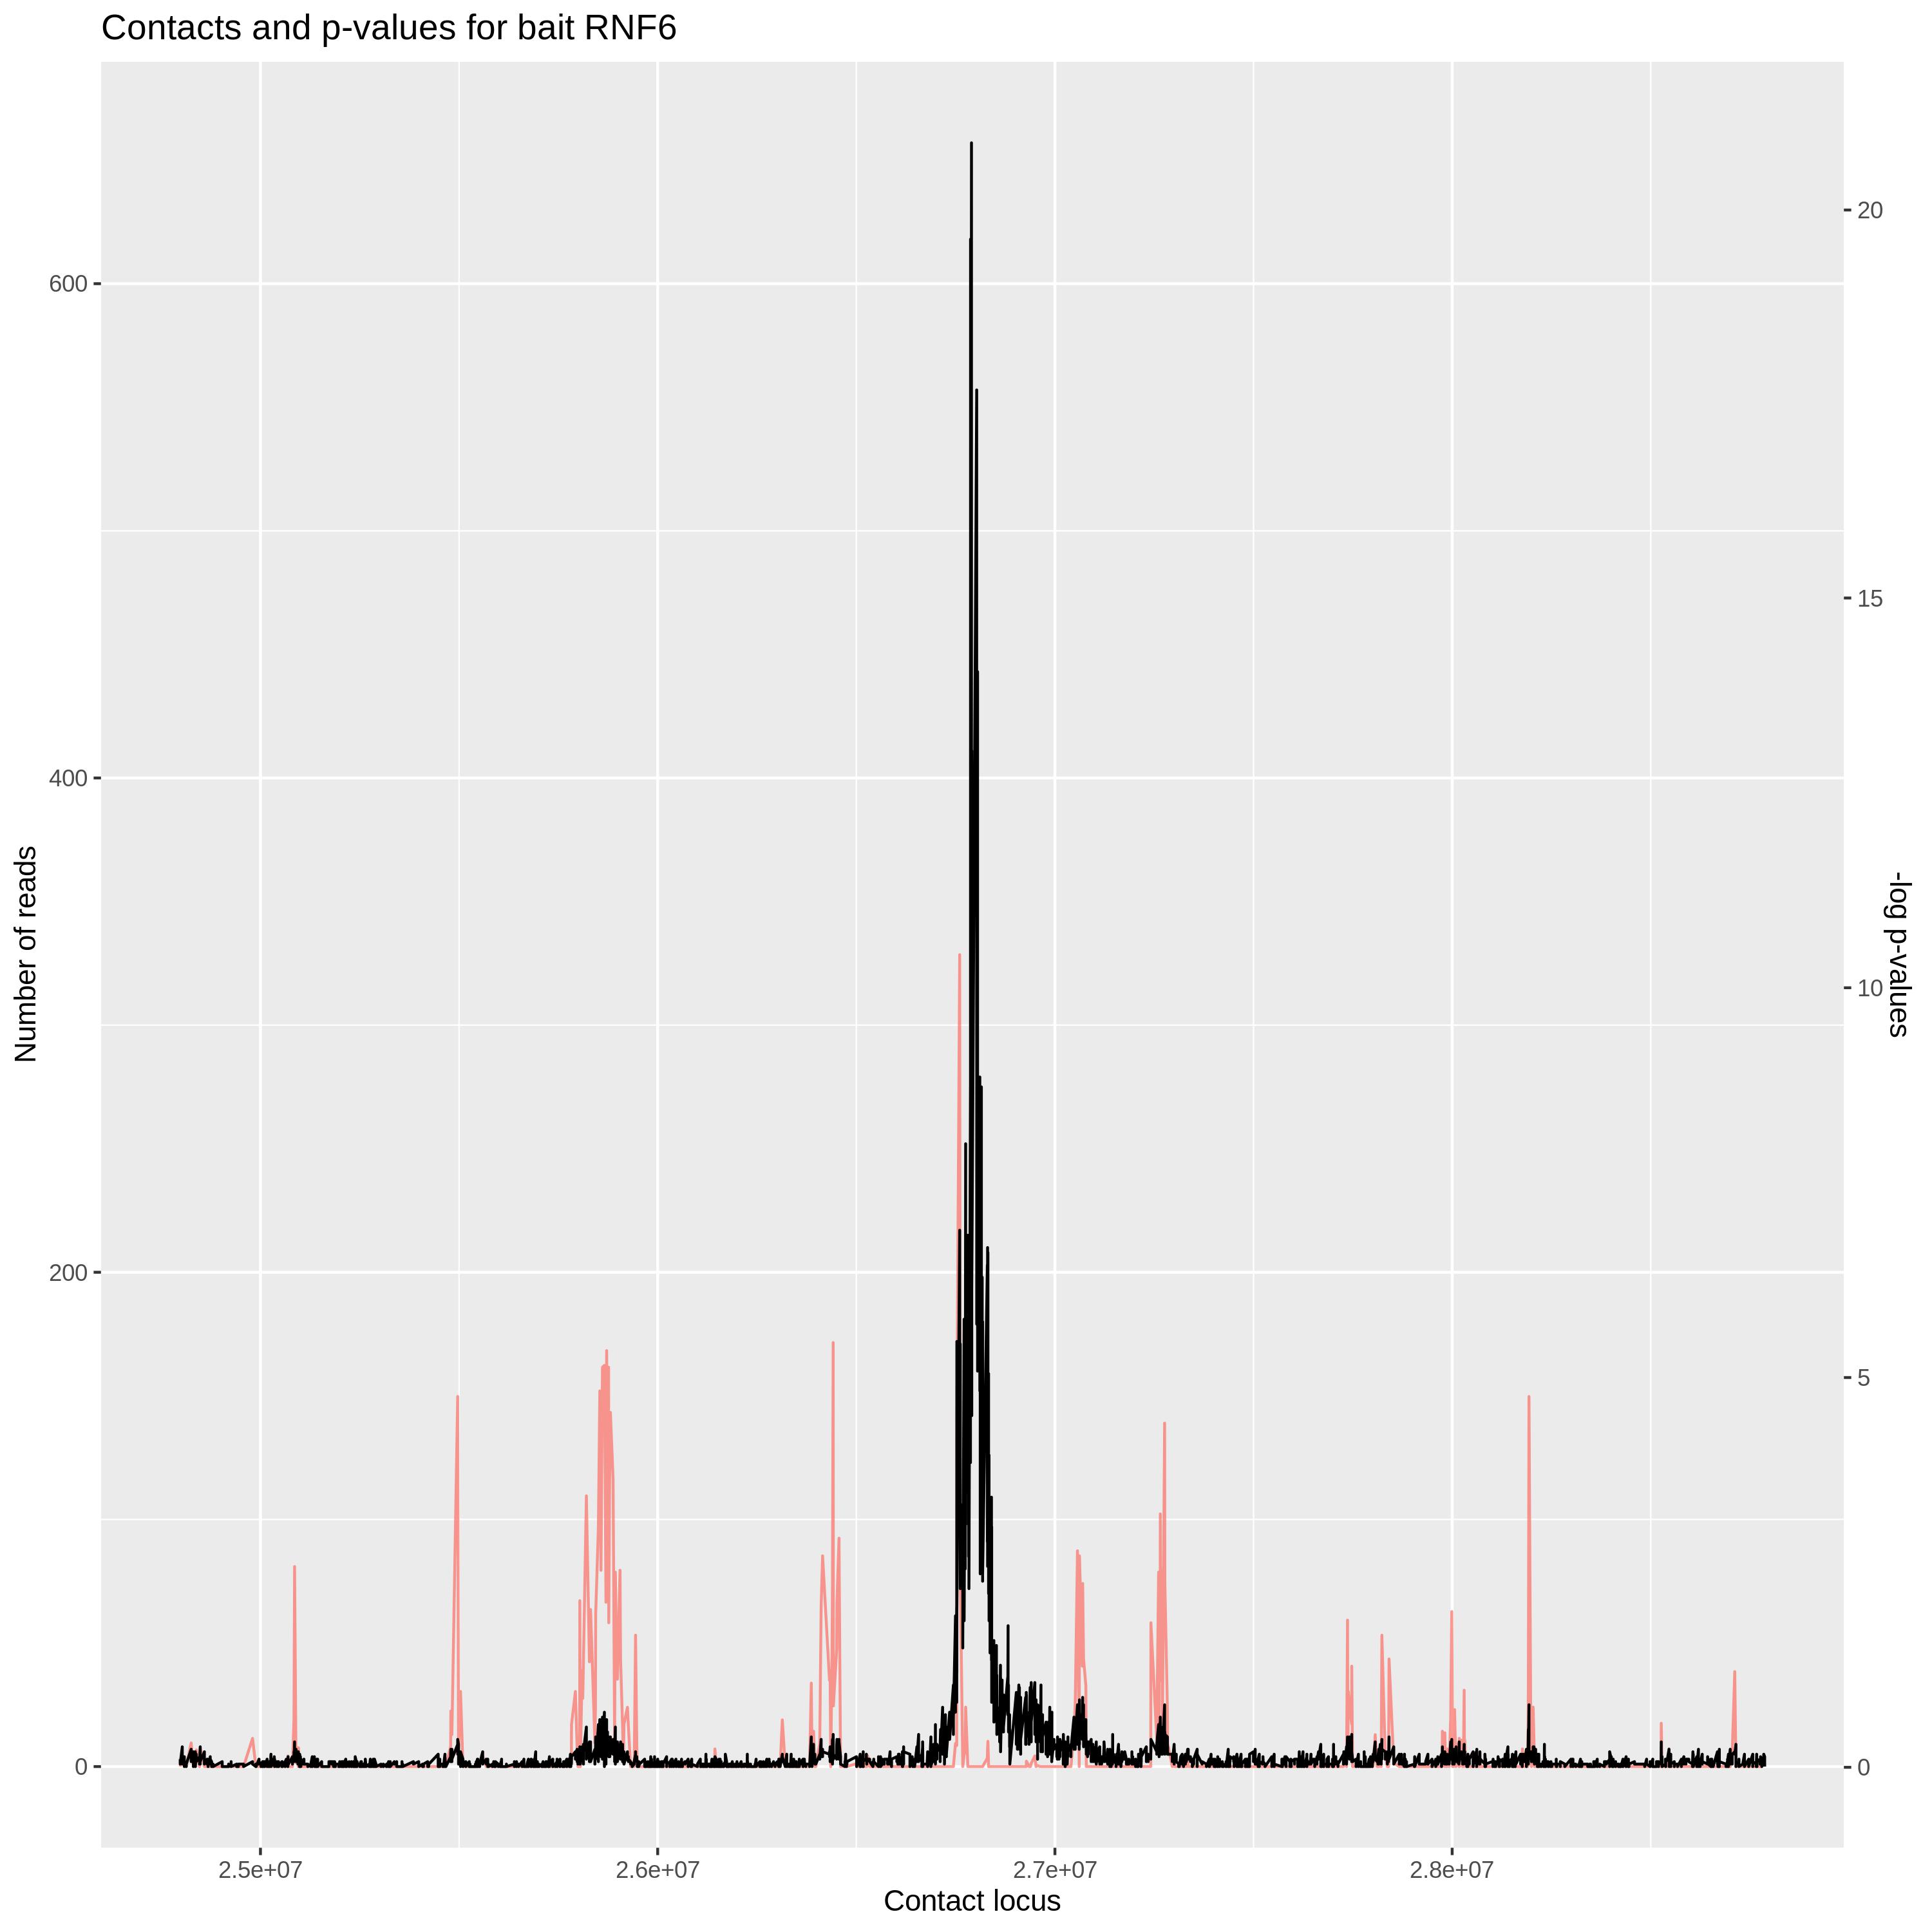 Contacts and p-values for bait RNF6
600
400
200
0
Number of reads
20
15
10
5
0
-log p-values
2.5e+07
2.6e+07
2.7e+07
2.8e+07
Contact locus